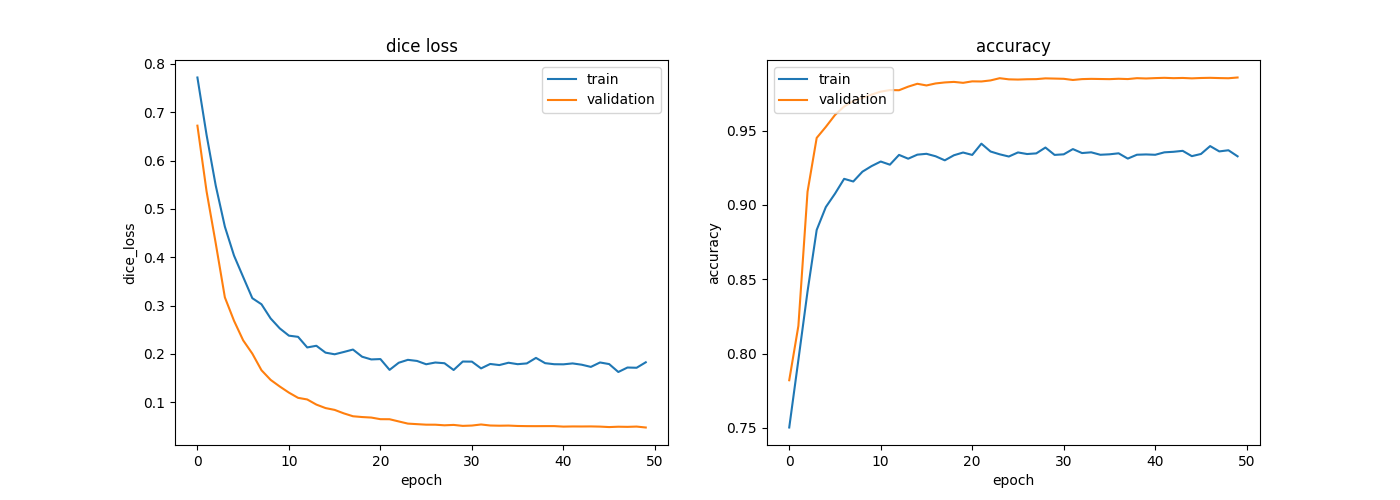 dice loss
train
validation
dice_loss
0.8
0.7
0.6
0.5
0.4
0.3
0.2
0.1
0 10 20 30 40 50
epoch
accuracy
train
validation
accuracy
0.95
0.90
0.85
0.80
0.75
0 10 20 30 40 50
epoch